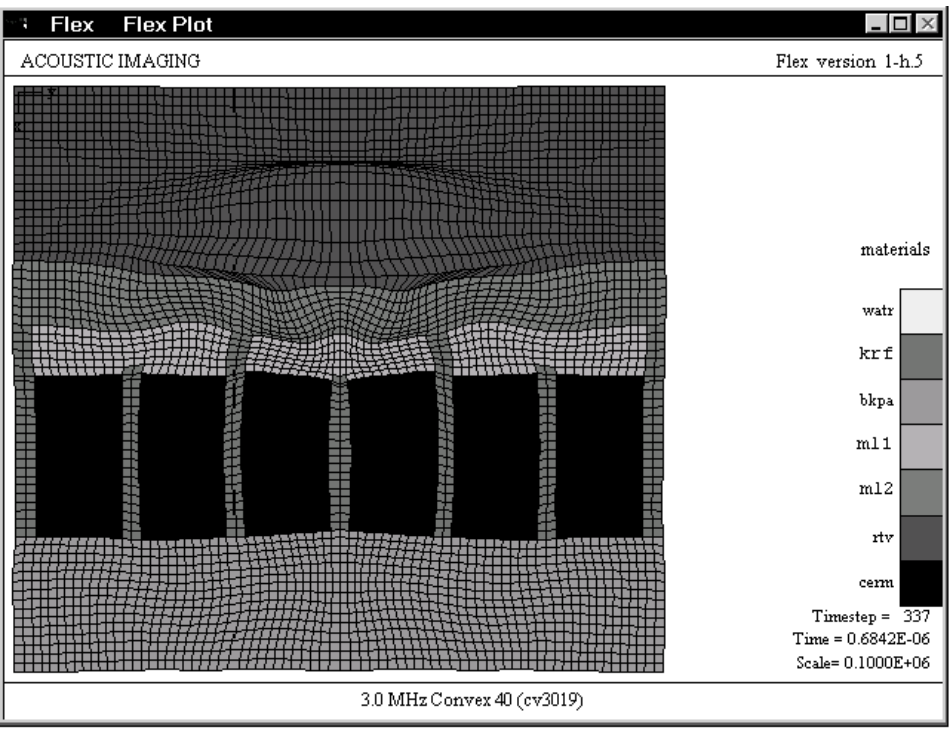 Flex Flex Plot
ACOUSTIC IMAGING
Flex version 1-h.5
y
x
materials
watr
krf
bkpa
ml1
ml2
rtv
cerm
Timestep = 337
Time = 0.6842E-06
Scale= 0.1000E+06
3.0 MHz Convex 40 (cv3019)